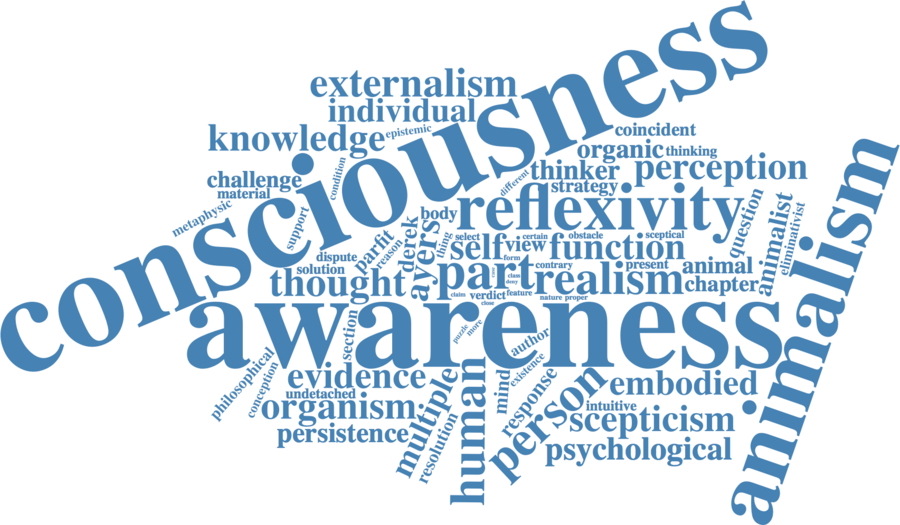 consciousness
externalism
individual
knowledge
epistemic
coincident
organic
thinking
condition
challenge
material
thinker
perception
different
strategy
metaphysic
support
body
reflexivity
question
animalist
eliminativist
animalism
derek
parfit
reason
ayers
thing
select
certain
obstacle
sceptical
self
view
function
dispute
solution
form
contrary
present
animal
thought
part
realism
chapter
claim
verdict
feature
nature
proper
deny
close
awareness
section
puzzle
more
author
philosophical
conception
evidence
undetached
organism
persistence
multiple
resolution
human
mind
existence
response
person
embodied
intuitive
scepticism
psychological